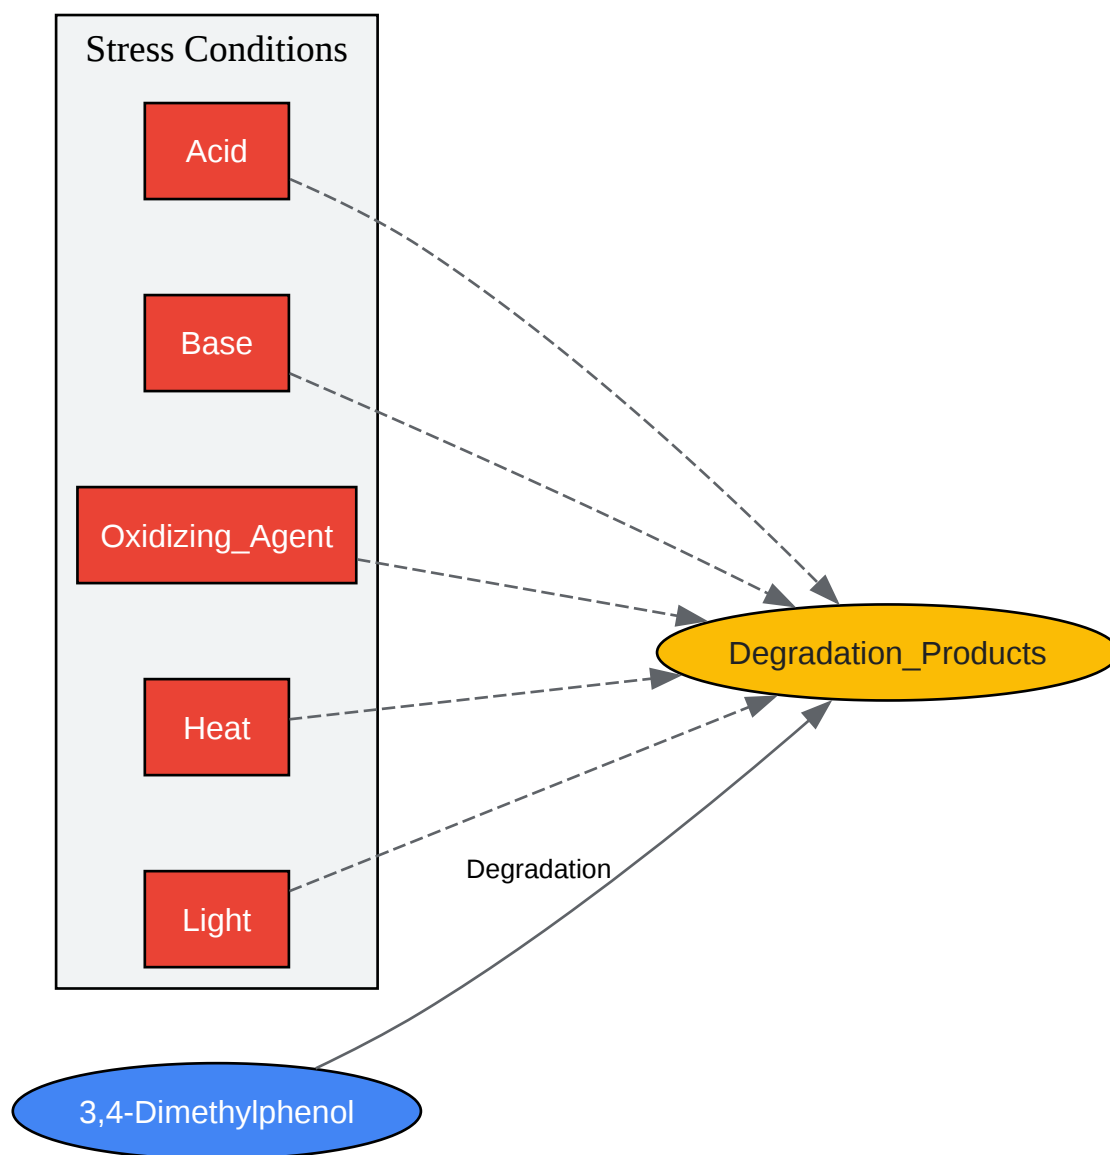 Stress Conditions
Acid
Base
Oxidizing_Agent
Heat
Light
Degradation_Products
Degradation
3,4-Dimethylphenol